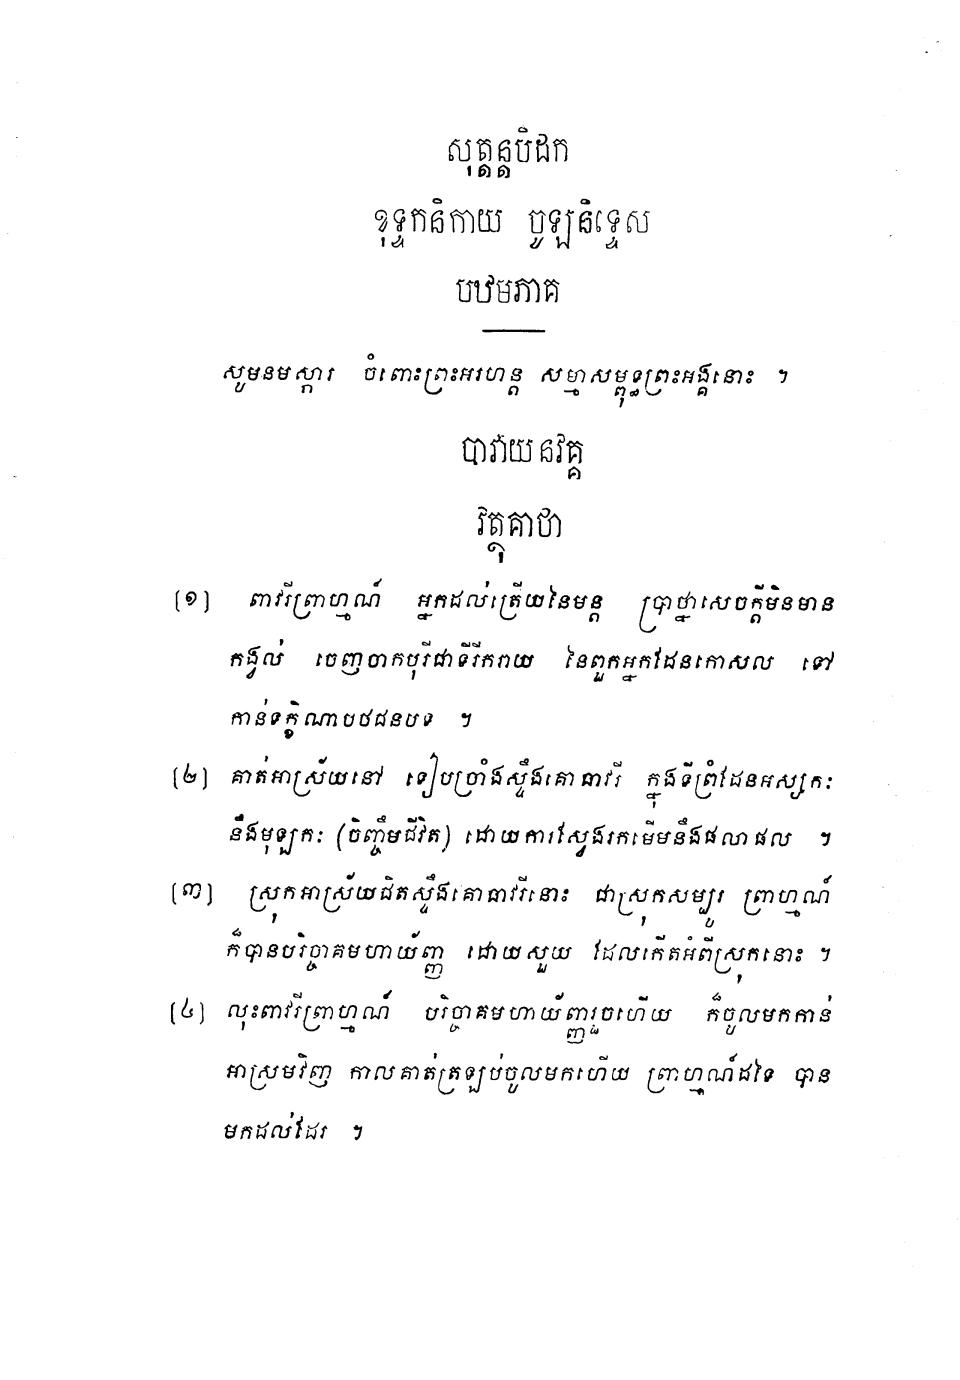 សុត្តន្តបិដក
ខុទ្ទកនិកាយ ចូឡនិទ្ទេស
បឋមភាគ
សូមនមស្ការ ចំពោះព្រះអរហន្ត សម្មាសម្ពុទ្ធព្រះអង្គនោះ ។
បារាយនវគ្គ
វត្ថុគាថា
(១) ពាវរីព្រាហ្មណ៍ អ្នកដល់ត្រើយនៃមន្ត ប្រាថ្នាសេចក្តីមិនមាន
កង្វល់ ចេញចាកបុរីជាទីរីករាយ នៃពួកអ្នកដែនកោសល ទៅ
កាន់ទក្ខិណាបថជនបទ ។
(២) គាត់អាស្រ័យនៅ ទៀបច្រាំងស្ទឹងគោធាវរី ក្នុងទីព្រំដែនអស្សកៈ
នឹងមុឡកៈ (ចិញ្ចឹមជីវិត) ដោយការស្វែងរកមើមនឹងផលាផល ។
(៣) ស្រុកអាស្រ័យជិតស្ទឹងគោធាវរីនោះ ជាស្រុកសម្បូរ ព្រាហ្មណ៍
ក៏បានបរិច្ចាគមហាយ័ញ្ញ ដោយសួយ ដែលកើតអំពីស្រុកនោះ ។
(៤) លុះពាវរីព្រាហ្មណ៍ បរិច្ចាគមហាយ័ញ្ញរួចហើយ ក៏ចូលមកកាន់
អាស្រមវិញ កាលគាត់ត្រឡប់ចូលមកហើយ ព្រាហ្មណ៍ដទៃ បាន
មកដល់ដែរ ។